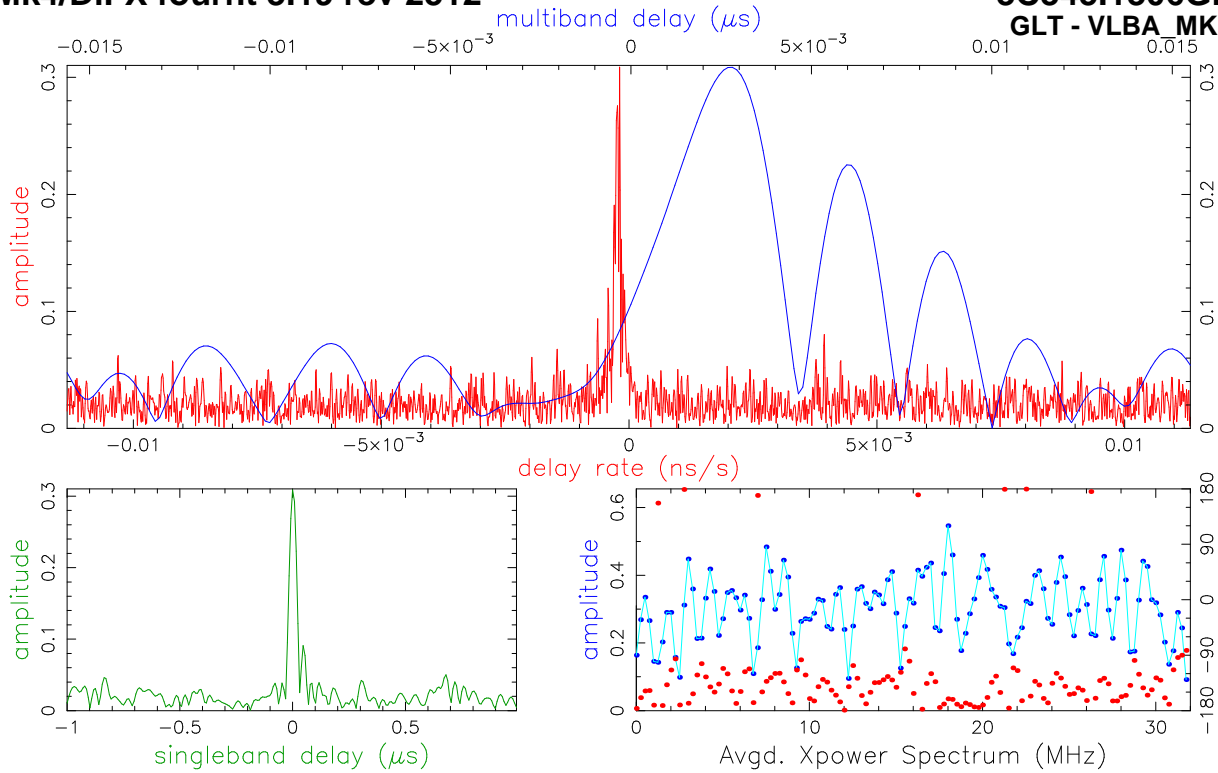 multiband delay (μs)
GLT - VLBA_MK
−0.015 −0.01 −5×10⁻³ 0 5×10⁻³ 0.01 0.015
amplitude
0 0.1 0.2 0.3
0 0.1 0.2 0.3
−0.01 −5×10⁻³ 0 5×10⁻³ 0.01
delay rate (ns/s)
amplitude
0 0.1 0.2 0.3
−1 −0.5 0 0.5
singleband delay (μs)
amplitude
0 0.2 0.4 0.6
−180 −90 0 90 180
0 10 20 30
Avgd. Xpower Spectrum (MHz)